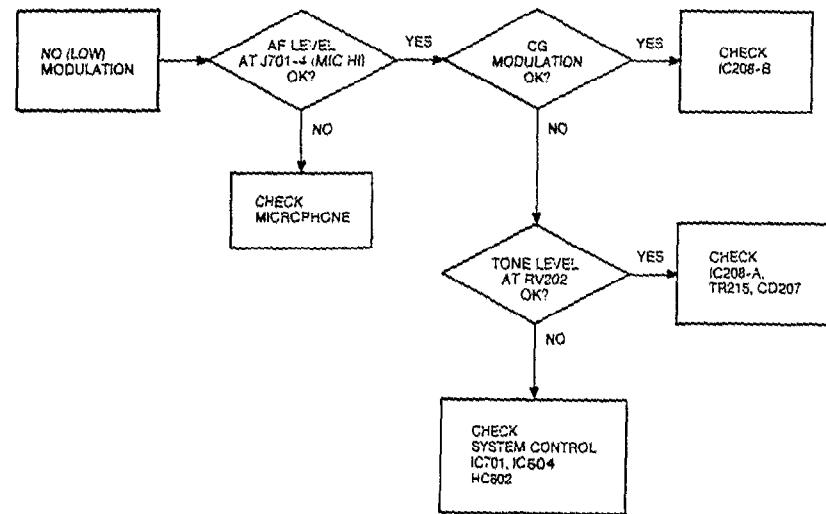 NO (LOW)
MODULATION
AF LEVEL
AT J701-4 (MIC HI)
OK?
YES
CG
MODULATION
OK?
YES
CHECK
IC208-B
NO
NO
CHECK
MICROPHONE
TONE LEVEL
AT RV202
OK?
YES
CHECK
IC208-A,
TR215, CD207
NO
CHECK
SYSTEM CONTROL
IC701, IC604
HC602